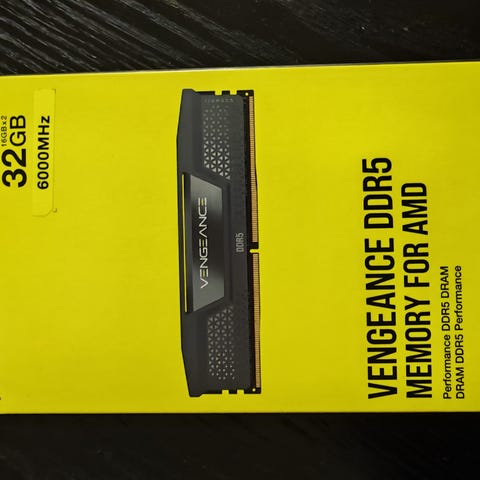 16GBx2
32GB
6000MHz
VENGEANCE
DDR5
VENGEANCE DDR5
MEMORY FOR AMD
Performance DDR5 DRAM
DRAM DDR5 Performance